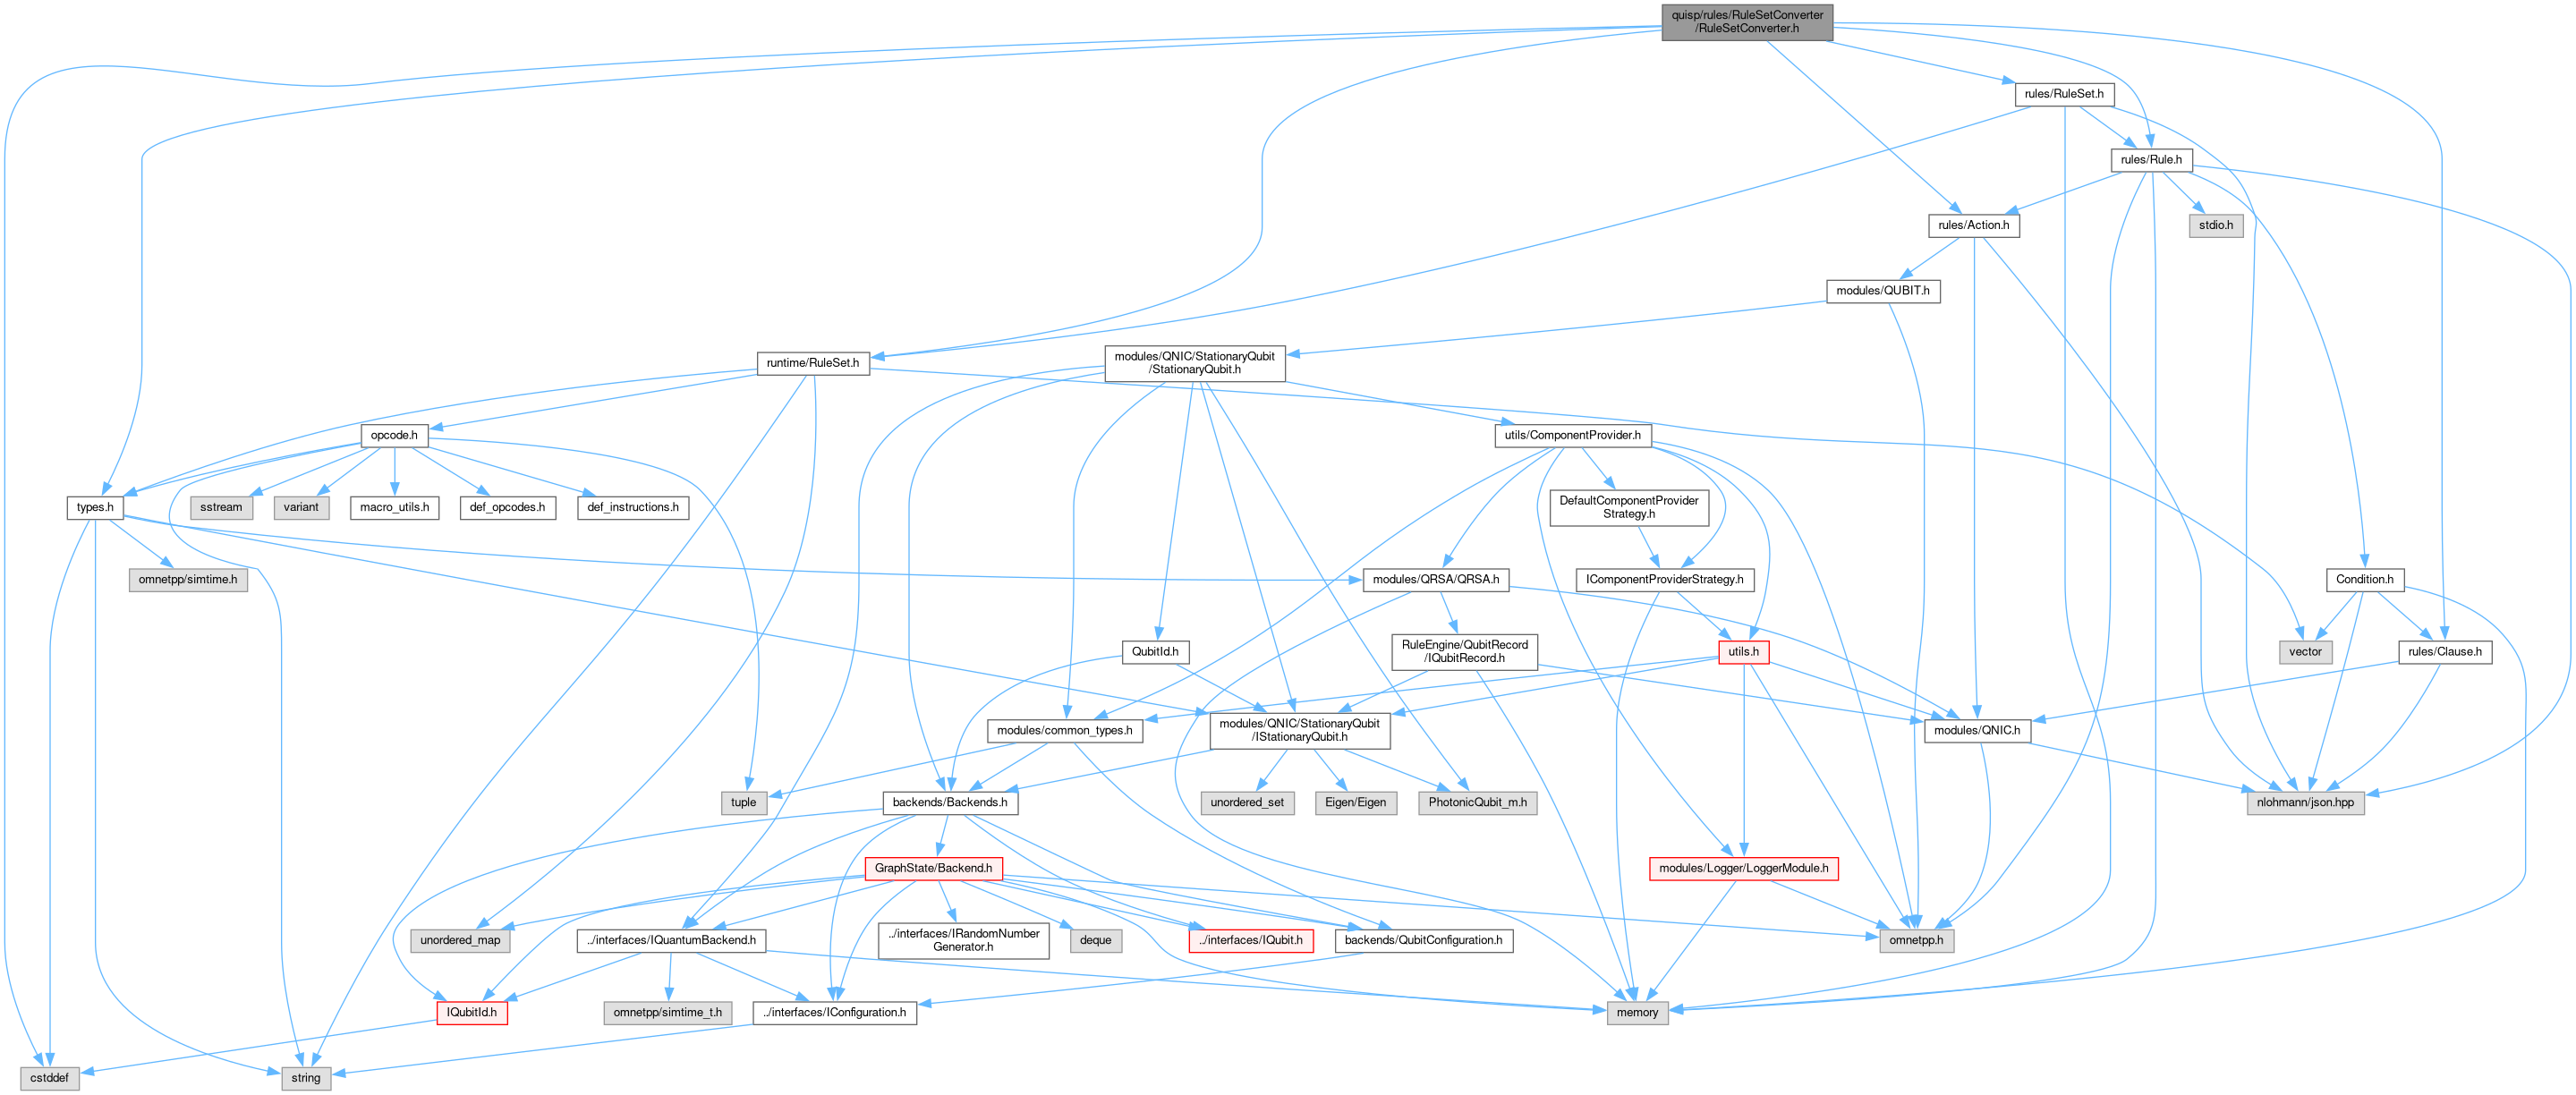 quisp/rules/RuleSetConverter
/RuleSetConverter.h
rules/RuleSet.h
rules/Rule.h
rules/Action.h
stdio.h
modules/QUBIT.h
runtime/RuleSet.h
modules/QNIC/StationaryQubit
/StationaryQubit.h
opcode.h
utils/ComponentProvider.h
types.h
sstream
variant
macro_utils.h
def_opcodes.h
def_instructions.h
DefaultComponentProvider
Strategy.h
omnetpp/simtime.h
modules/QRSA/QRSA.h
IComponentProviderStrategy.h
Condition.h
QubitId.h
RuleEngine/QubitRecord
/IQubitRecord.h
utils.h
vector
rules/Clause.h
modules/common_types.h
modules/QNIC/StationaryQubit
/IStationaryQubit.h
modules/QNIC.h
tuple
backends/Backends.h
unordered_set
Eigen/Eigen
PhotonicQubit_m.h
nlohmann/json.hpp
GraphState/Backend.h
modules/Logger/LoggerModule.h
unordered_map
../interfaces/IQuantumBackend.h
../interfaces/IRandomNumber
Generator.h
deque
../interfaces/IQubit.h
backends/QubitConfiguration.h
omnetpp.h
IQubitId.h
omnetpp/simtime_t.h
../interfaces/IConfiguration.h
memory
cstddef
string